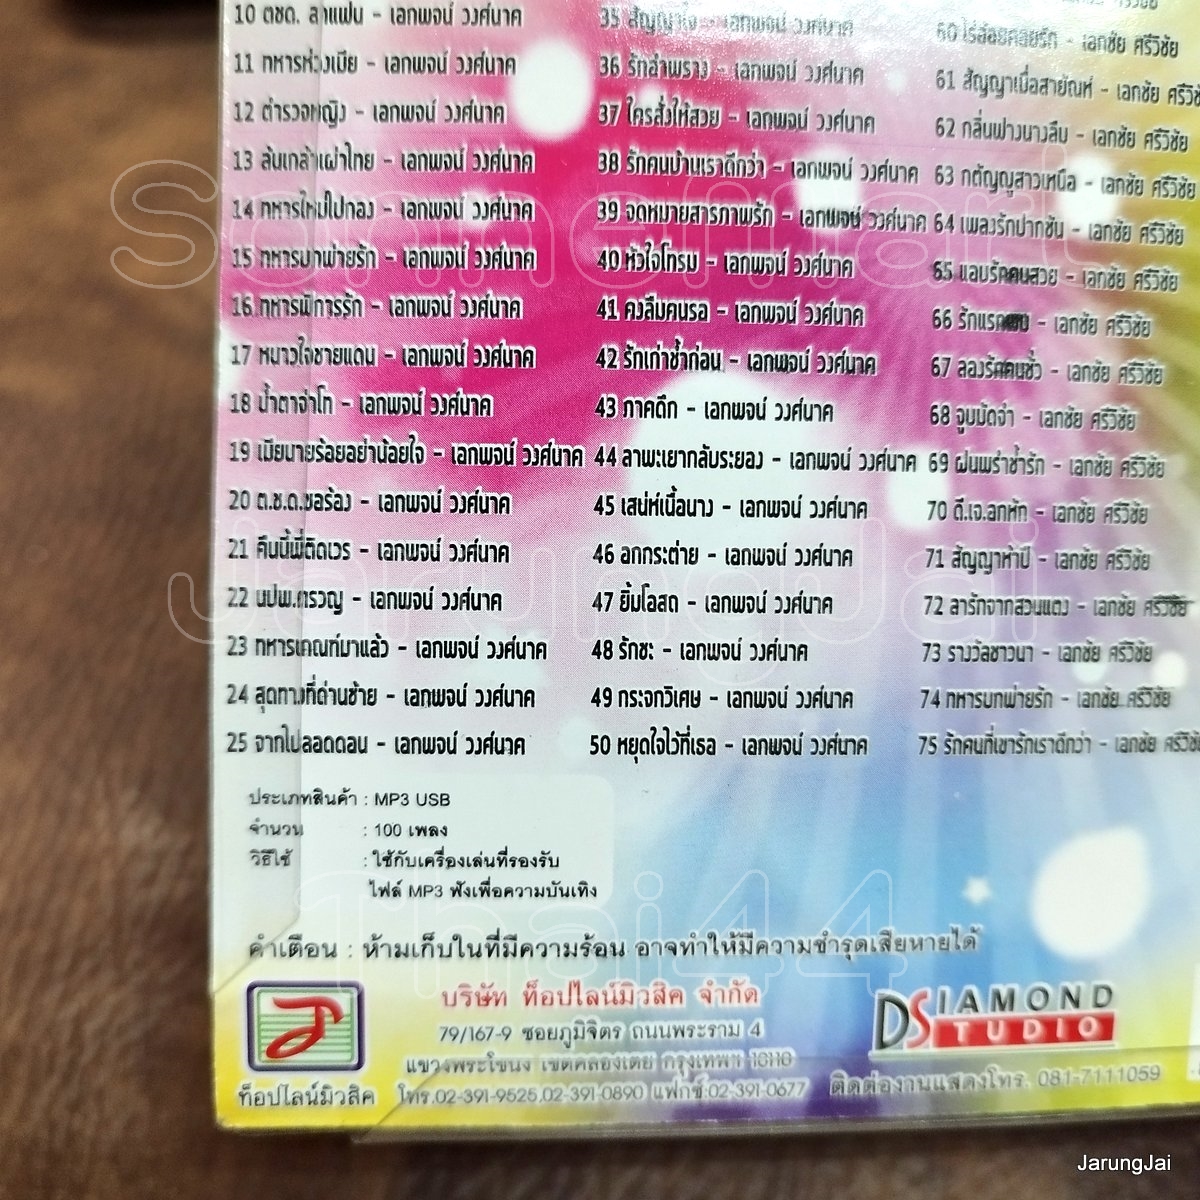 10 ตชด. ลาแฟน - เอกพจน์ วงศ์นาค
11 ทหารห่วงเมีย - เอกพจน์ วงศ์นาค
12 ตำรวจหญิง - เอกพจน์ วงศ์นาค
13 ล้นเกล้าเผ่าไทย - เอกพจน์ วงศ์นาค
14 ทหารใหม่ไปกอง - เอกพจน์ วงศ์นาค
15 ทหารบกพ่ายรัก - เอกพจน์ วงศ์นาค
16 ทหารพิการรัก - เอกพจน์ วงศ์นาค
17 หนาวใจชายแดน - เอกพจน์ วงศ์นาค
18 น้ำตาจ่าโท - เอกพจน์ วงศ์นาค
19 เมียนายร้อยอย่าน้อยใจ - เอกพจน์ วงศ์นาค
20 ต.ช.ด.ขอร้อง - เอกพจน์ วงศ์นาค
21 คืนนี้พี่ติดเวร - เอกพจน์ วงศ์นาค
22 นปพ.ครวญ - เอกพจน์ วงศ์นาค
23 ทหารเกณฑ์มาแล้ว - เอกพจน์ วงศ์นาค
24 สุดทางที่ด่านซ้าย - เอกพจน์ วงศ์นาค
25 จากไปลอดดอน - เอกพจน์ วงศ์นาค
35 สัญญาใจ - เอกพจน์ วงศ์นาค
36 รักลำพราง - เอกพจน์ วงศ์นาค
37 ใครสั่งให้สวย - เอกพจน์ วงศ์นาค
38 รักคนบ้านเราดีกว่า - เอกพจน์ วงศ์นาค
39 จดหมายสารภาพรัก - เอกพจน์ วงศ์นาค
40 หัวใจโทรม - เอกพจน์ วงศ์นาค
41 คงลืมคนรอ - เอกพจน์ วงศ์นาค
42 รักเก่าช้ำก่อน - เอกพจน์ วงศ์นาค
43 ภาคดึก - เอกพจน์ วงศ์นาค
44 ลาพะเยากลับระยอง - เอกพจน์ วงศ์นาค
45 เสน่ห์เนื้อนาง - เอกพจน์ วงศ์นาค
46 อกกระต่าย - เอกพจน์ วงศ์นาค
47 ยิ้มโอสถ - เอกพจน์ วงศ์นาค
48 รักซะ - เอกพจน์ วงศ์นาค
49 กระจกวิเศษ - เอกพจน์ วงศ์นาค
50 หยุดใจไว้ที่เธอ - เอกพจน์ วงศ์นาค
60 ไร่อ้อยคอยรัก - เอกชัย ศรีวิชัย
61 สัญญาเมื่อสายัณห์ - เอกชัย ศรีวิชัย
62 กลิ่นฟางนางลืม - เอกชัย ศรีวิชัย
63 กตัญญูสาวเหนือ - เอกชัย ศรีวิชัย
64 เพลงรักปากซัน - เอกชัย ศรีวิชัย
65 แอบรักคนสวย - เอกชัย ศรีวิชัย
66 รักแรกพบ - เอกชัย ศรีวิชัย
67 ลองรักคนชั่ว - เอกชัย ศรีวิชัย
68 จูบมัดจำ - เอกชัย ศรีวิชัย
69 ฝนพรำช้ำรัก - เอกชัย ศรีวิชัย
70 ดี.เจ.อกหัก - เอกชัย ศรีวิชัย
71 สัญญาห้าปี - เอกชัย ศรีวิชัย
72 ลารักจากสวนแตง - เอกชัย ศรีวิชัย
73 รางวัลชาวนา - เอกชัย ศรีวิชัย
74 ทหารบกพ่ายรัก - เอกชัย ศรีวิชัย
75 รักคนที่เขารักเราดีกว่า - เอกชัย ศรีวิชัย
ประเภทสินค้า : MP3 USB
จำนวน : 100 เพลง
วิธีใช้ : ใช้กับเครื่องเล่นที่รองรับ
ไฟล์ MP3 ฟังเพื่อความบันเทิง
คำเตือน : ห้ามเก็บในที่มีความร้อน อาจทำให้มีความชำรุดเสียหายได้
ท็อปไลน์มิวสิค
บริษัท ท็อปไลน์มิวสิค จำกัด
79/167-9 ซอยภูมิจิตร ถนนพระราม 4
แขวงพระโขนง เขตคลองเตย กรุงเทพฯ 10110
โทร.02-391-9525,02-391-0890 แฟกซ์:02-391-0677
DIAMOND
STUDIO
ติดต่องานแสดงโทร. 081-7111059
Sonnemart
JarungJai
Thai44
JarungJai